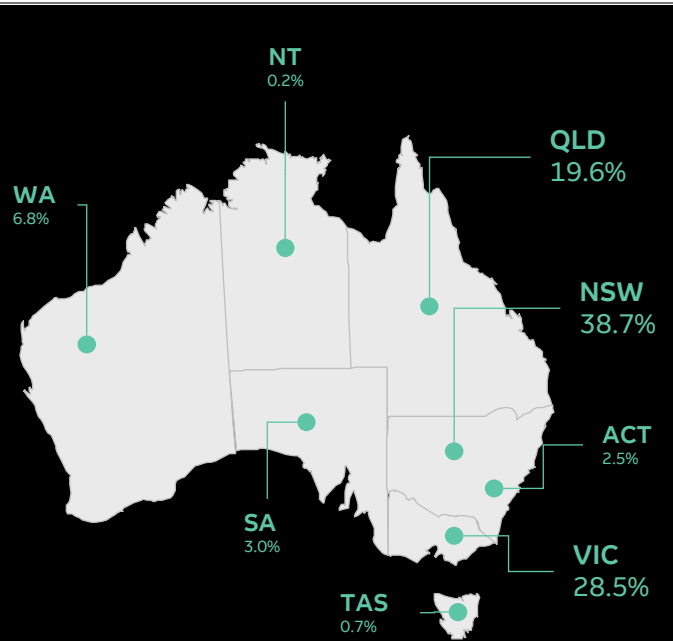 NT
0.2%
QLD
19.6%
WA
6.8%
NSW
38.7%
ACT
2.5%
SA
3.0%
VIC
28.5%
TAS
0.7%